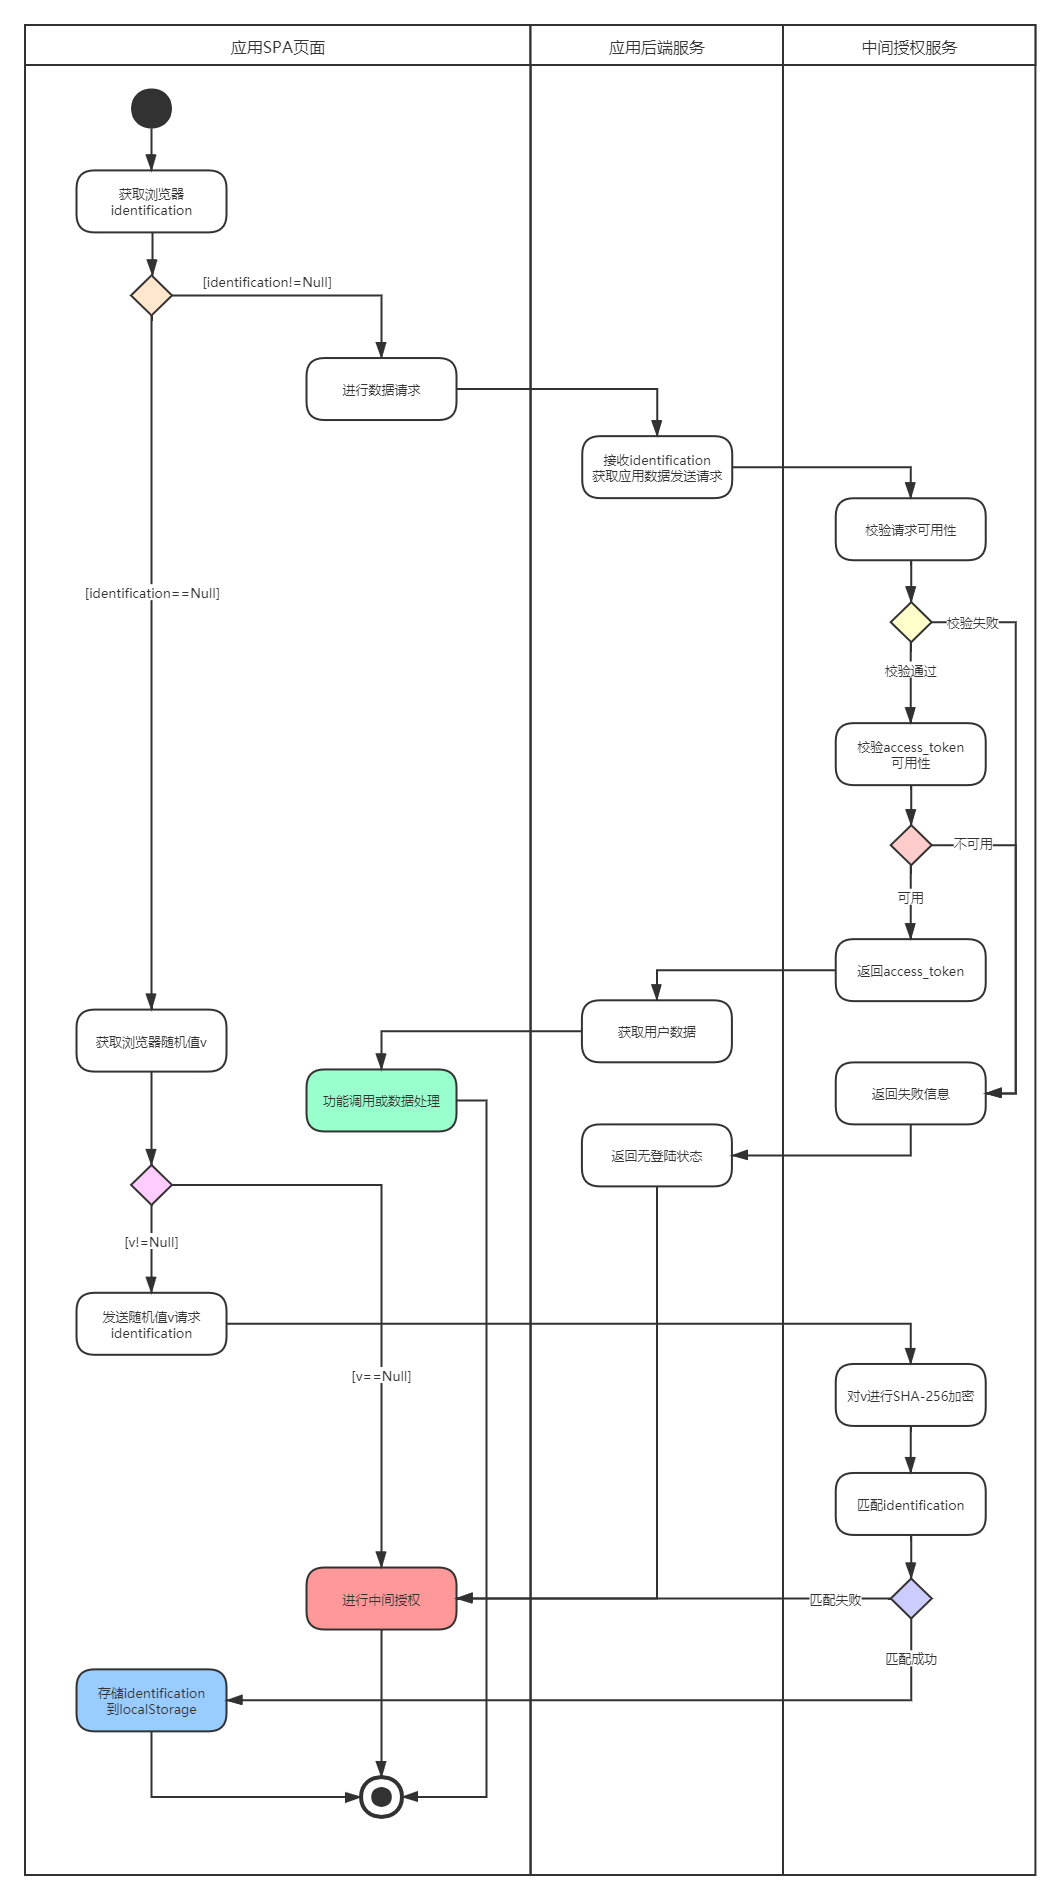 应用SPA页面
应用后端服务
中间授权服务
获取浏览器
identification
[identification!=Null]
进行数据请求
接收identification
获取应用数据发送请求
校验请求可用性
[identification==Null]
校验失败
校验通过
校验access_token
可用性
不可用
可用
返回access_token
获取用户数据
获取浏览器随机值v
功能调用或数据处理
返回失败信息
返回无登陆状态
[v!=Null]
发送随机值v请求
identification
[v==Null]
对v进行SHA-256加密
匹配identification
进行中间授权
匹配失败
匹配成功
存储identification
到localStorage